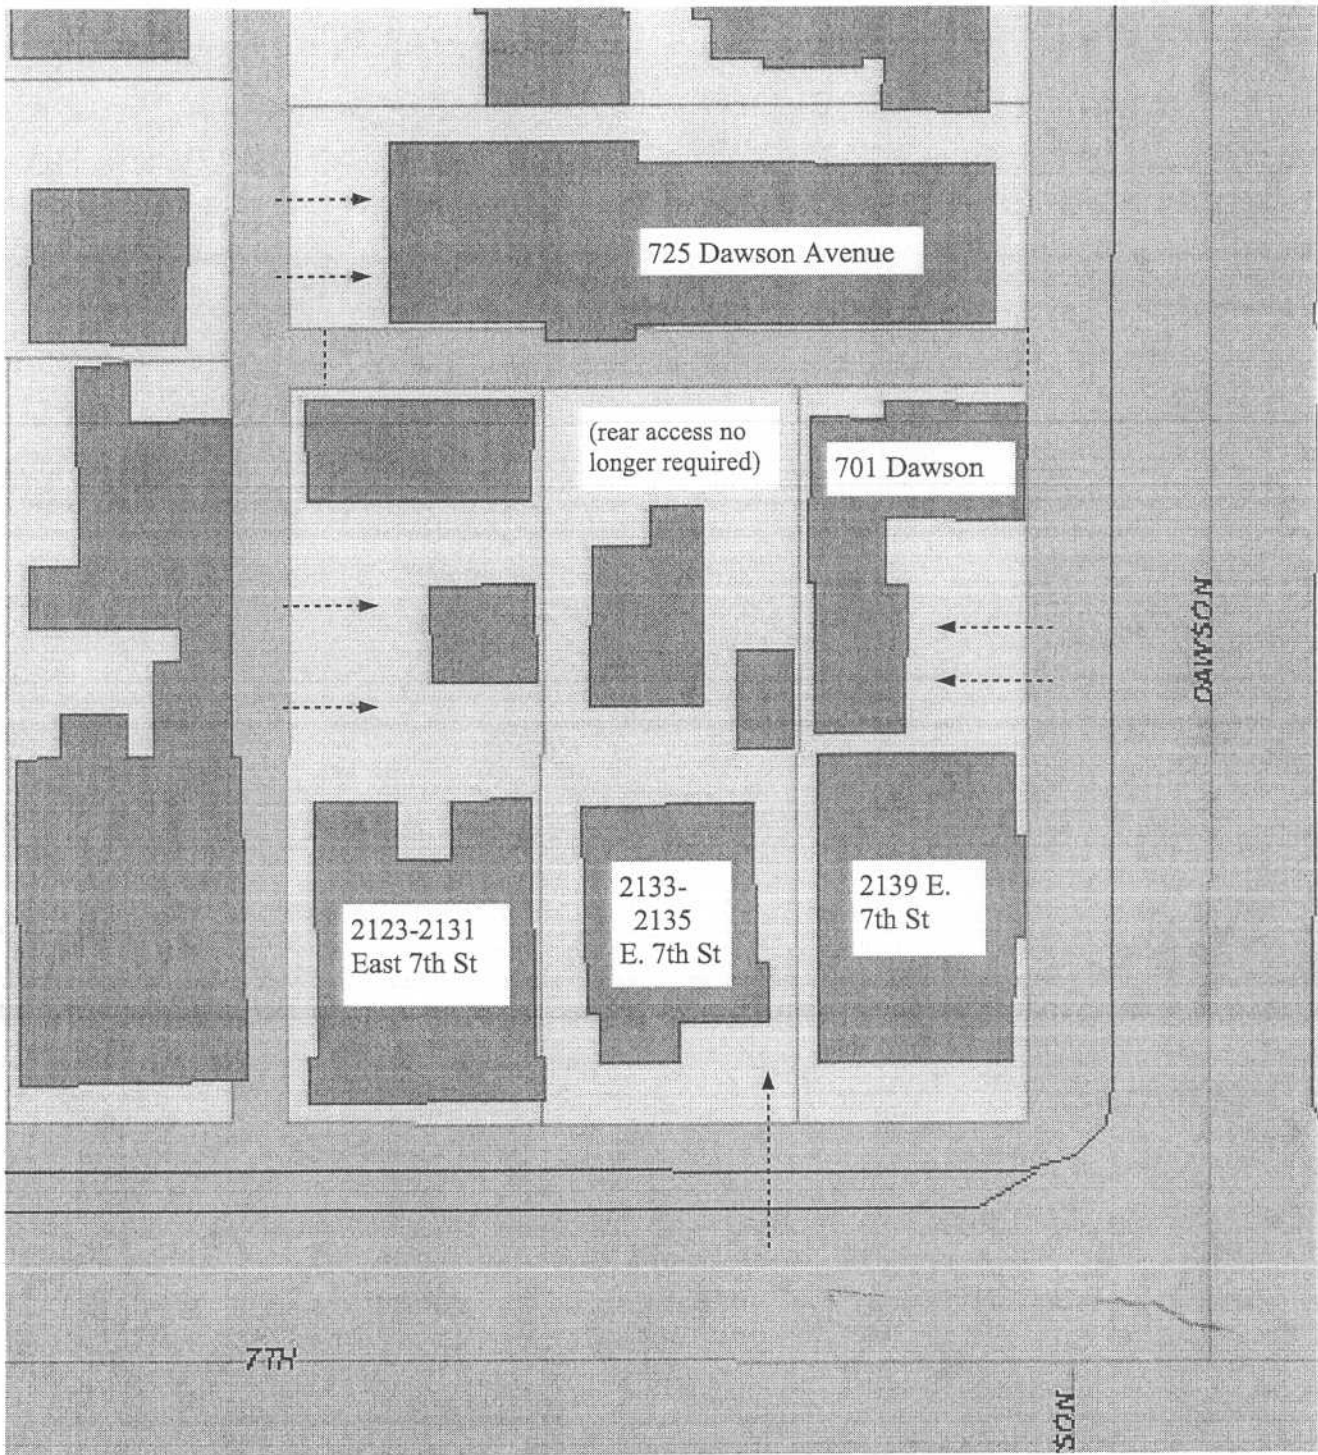 725 Dawson Avenue
(rear access no
longer required)
701 Dawson
DAWSON
2123-2131
East 7th St
2133-
2135
E. 7th St
2139 E.
7th St
7TH
SON